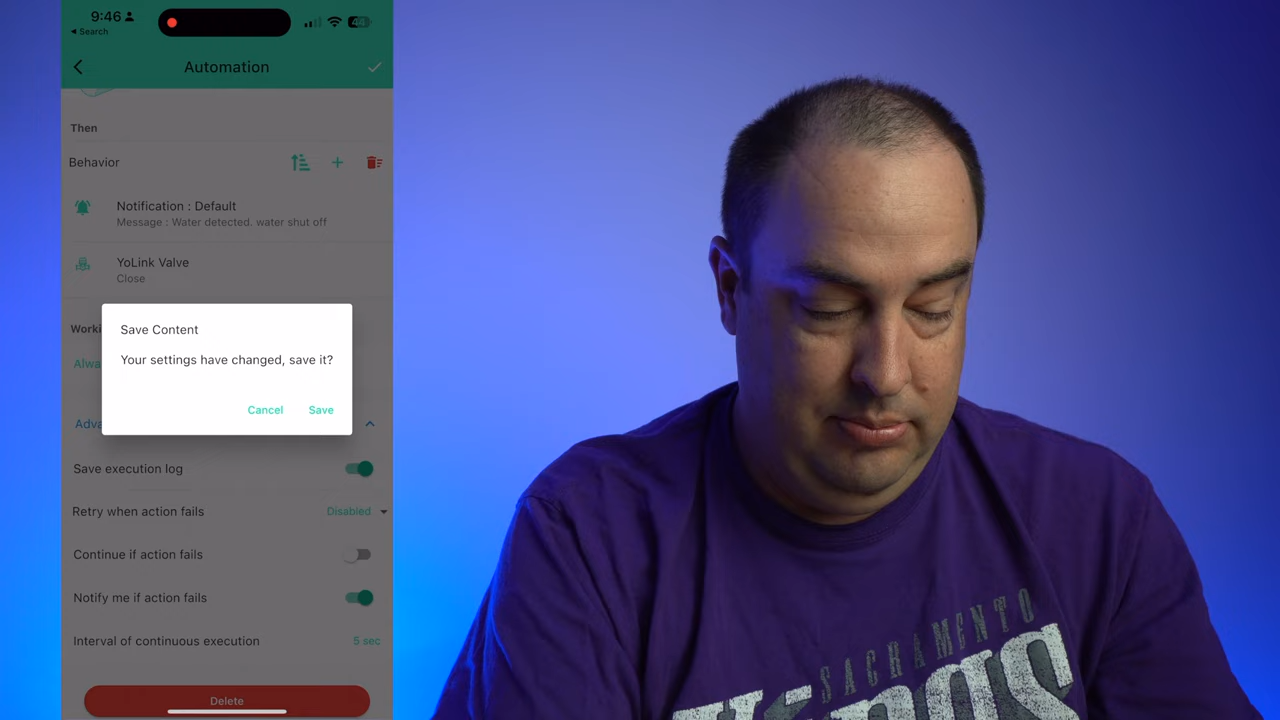 9:46
Search
44
Automation
Then
Behavior
Notification : Default
Message : Water detected. water shut off
YoLink Valve
Close
Save Content
Your settings have changed, save it?
Cancel
Save
Save execution log
Retry when action fails
Disabled
Continue if action fails
Notify me if action fails
Interval of continuous execution
5 sec
Delete
SACRAMENTO
KINGS